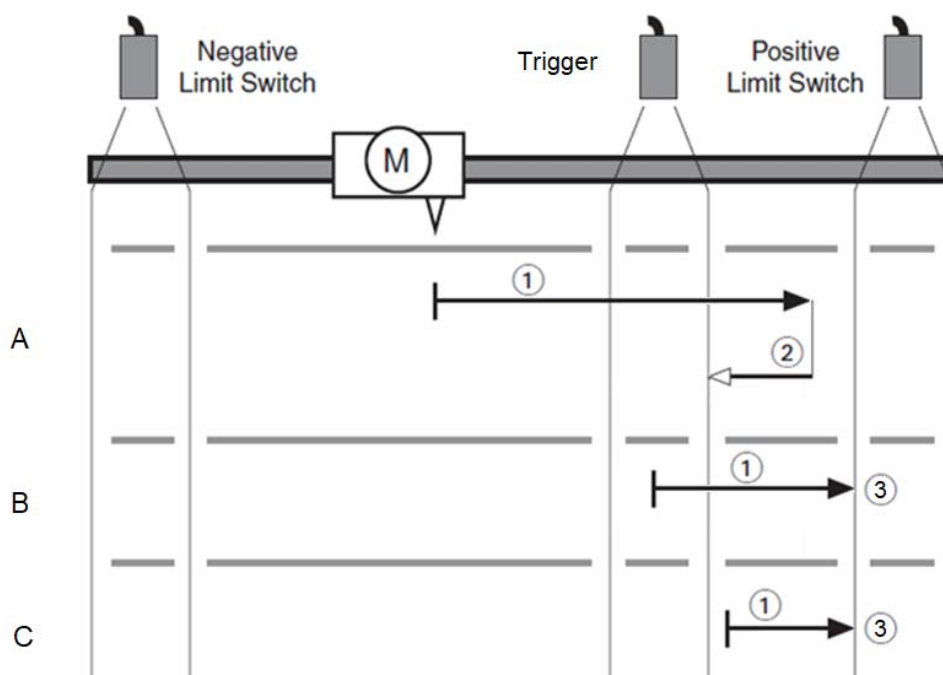 Negative
Limit Switch
Trigger
Positive
Limit Switch
M
1
A
2
1
B
3
1
C
3